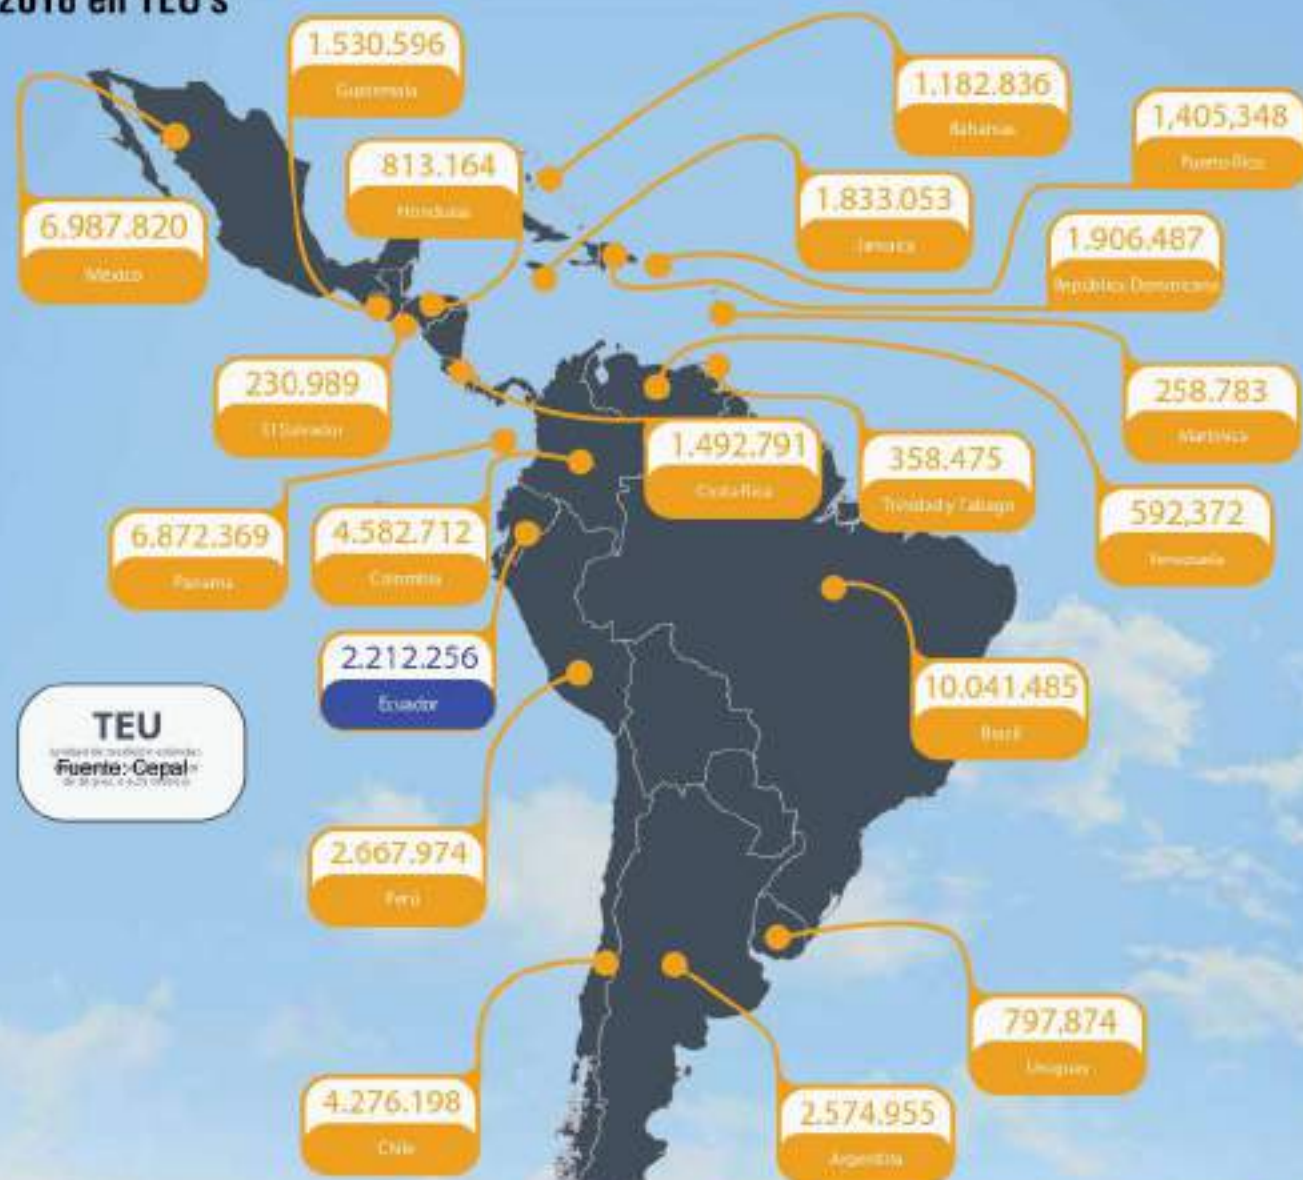 2018 en TEU's
1.530.596
Guatemala
1.182.836
Bahamas
1,405,348
Puerto Rico
813.164
Honduras
1.833.053
Jamaica
6.987.820
México
1.906.487
República Dominicana
230.989
El Salvador
258.783
Martinica
1.492.791
Costa Rica
358.475
Trinidad y Tabago
592,372
Venezuela
6.872.369
Panama
4.582.712
Colombia
2.212.256
Ecuador
10.041.485
Brazil
TEU
Fuente: Cepal
2.667.974
Perú
797,874
Uruguay
4.276.198
Chile
2.574.955
Argentina